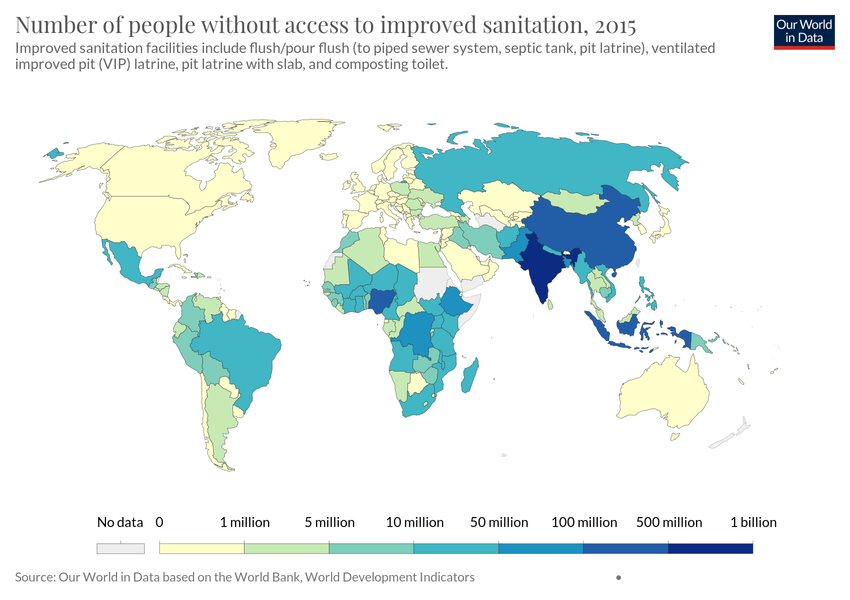 Number of people without access to improved sanitation, 2015
Our World
in Data
Improved sanitation facilities include flush/pour flush (to piped sewer system, septic tank, pit latrine), ventilated
improved pit (VIP) latrine, pit latrine with slab, and composting toilet.
No data 0 1 million 5 million 10 million 50 million 100 million 500 million 1 billion
Source: Our World in Data based on the World Bank, World Development Indicators •